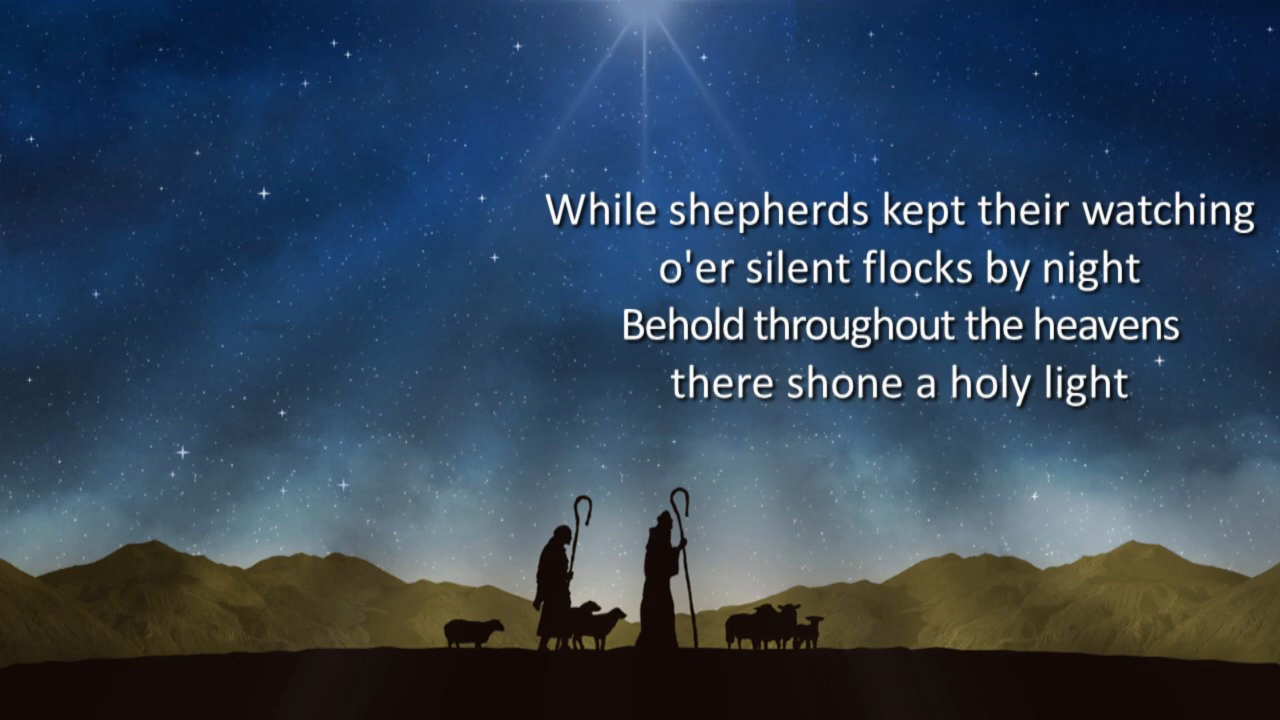 While shepherds kept their watching
o'er silent flocks by night
Behold throughout the heavens
there shone a holy light